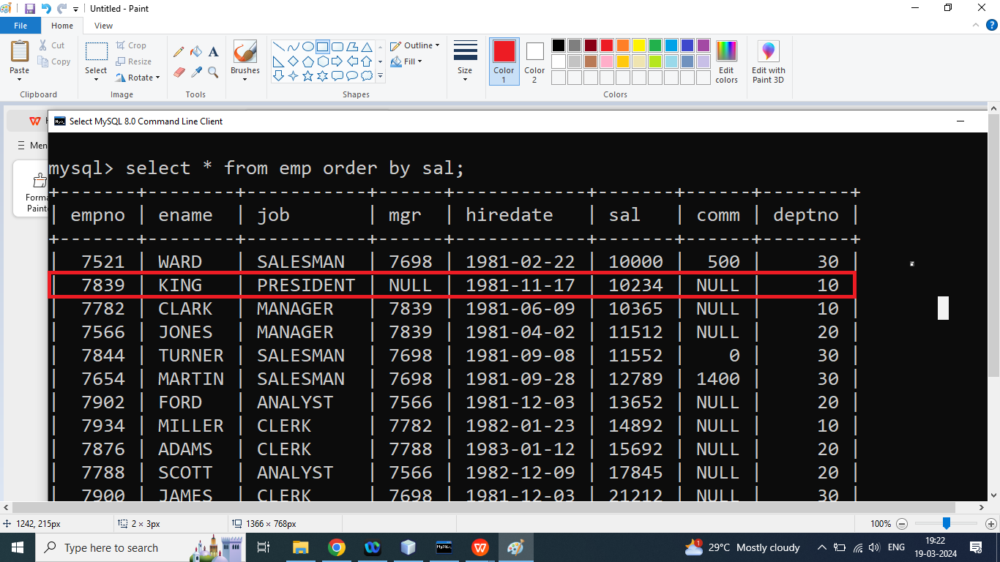 Untitled - Paint
File Home View
Paste Cut Copy Clipboard
Select Crop Resize Rotate Image
A Tools
Brushes
Shapes Outline Fill
Size
Color 1 Color 2 Colors
Edit colors
Edit with Paint 3D
Select MySQL 8.0 Command Line Client
mysql> select * from emp order by sal;
+-------+--------+-----------+------+------------+-------+------+--------+
| empno | ename | job | mgr | hiredate | sal | comm | deptno |
+-------+--------+-----------+------+------------+-------+------+--------+
| 7521 | WARD | SALESMAN | 7698 | 1981-02-22 | 10000 | 500 | 30 |
| 7839 | KING | PRESIDENT | NULL | 1981-11-17 | 10234 | NULL | 10 |
| 7782 | CLARK | MANAGER | 7839 | 1981-06-09 | 10365 | NULL | 10 |
| 7566 | JONES | MANAGER | 7839 | 1981-04-02 | 11512 | NULL | 20 |
| 7844 | TURNER | SALESMAN | 7698 | 1981-09-08 | 11552 | 0 | 30 |
| 7654 | MARTIN | SALESMAN | 7698 | 1981-09-28 | 12789 | 1400 | 30 |
| 7902 | FORD | ANALYST | 7566 | 1981-12-03 | 13652 | NULL | 20 |
| 7934 | MILLER | CLERK | 7782 | 1982-01-23 | 14892 | NULL | 10 |
| 7876 | ADAMS | CLERK | 7788 | 1983-01-12 | 15692 | NULL | 20 |
| 7788 | SCOTT | ANALYST | 7566 | 1982-12-09 | 17845 | NULL | 20 |
| 7900 | JAMES | CLERK | 7698 | 1981-12-03 | 21212 | NULL | 30 |
1242, 215px 2 × 3px 1366 × 768px 100%
Type here to search
29°C Mostly cloudy ENG 19:22
19-03-2024